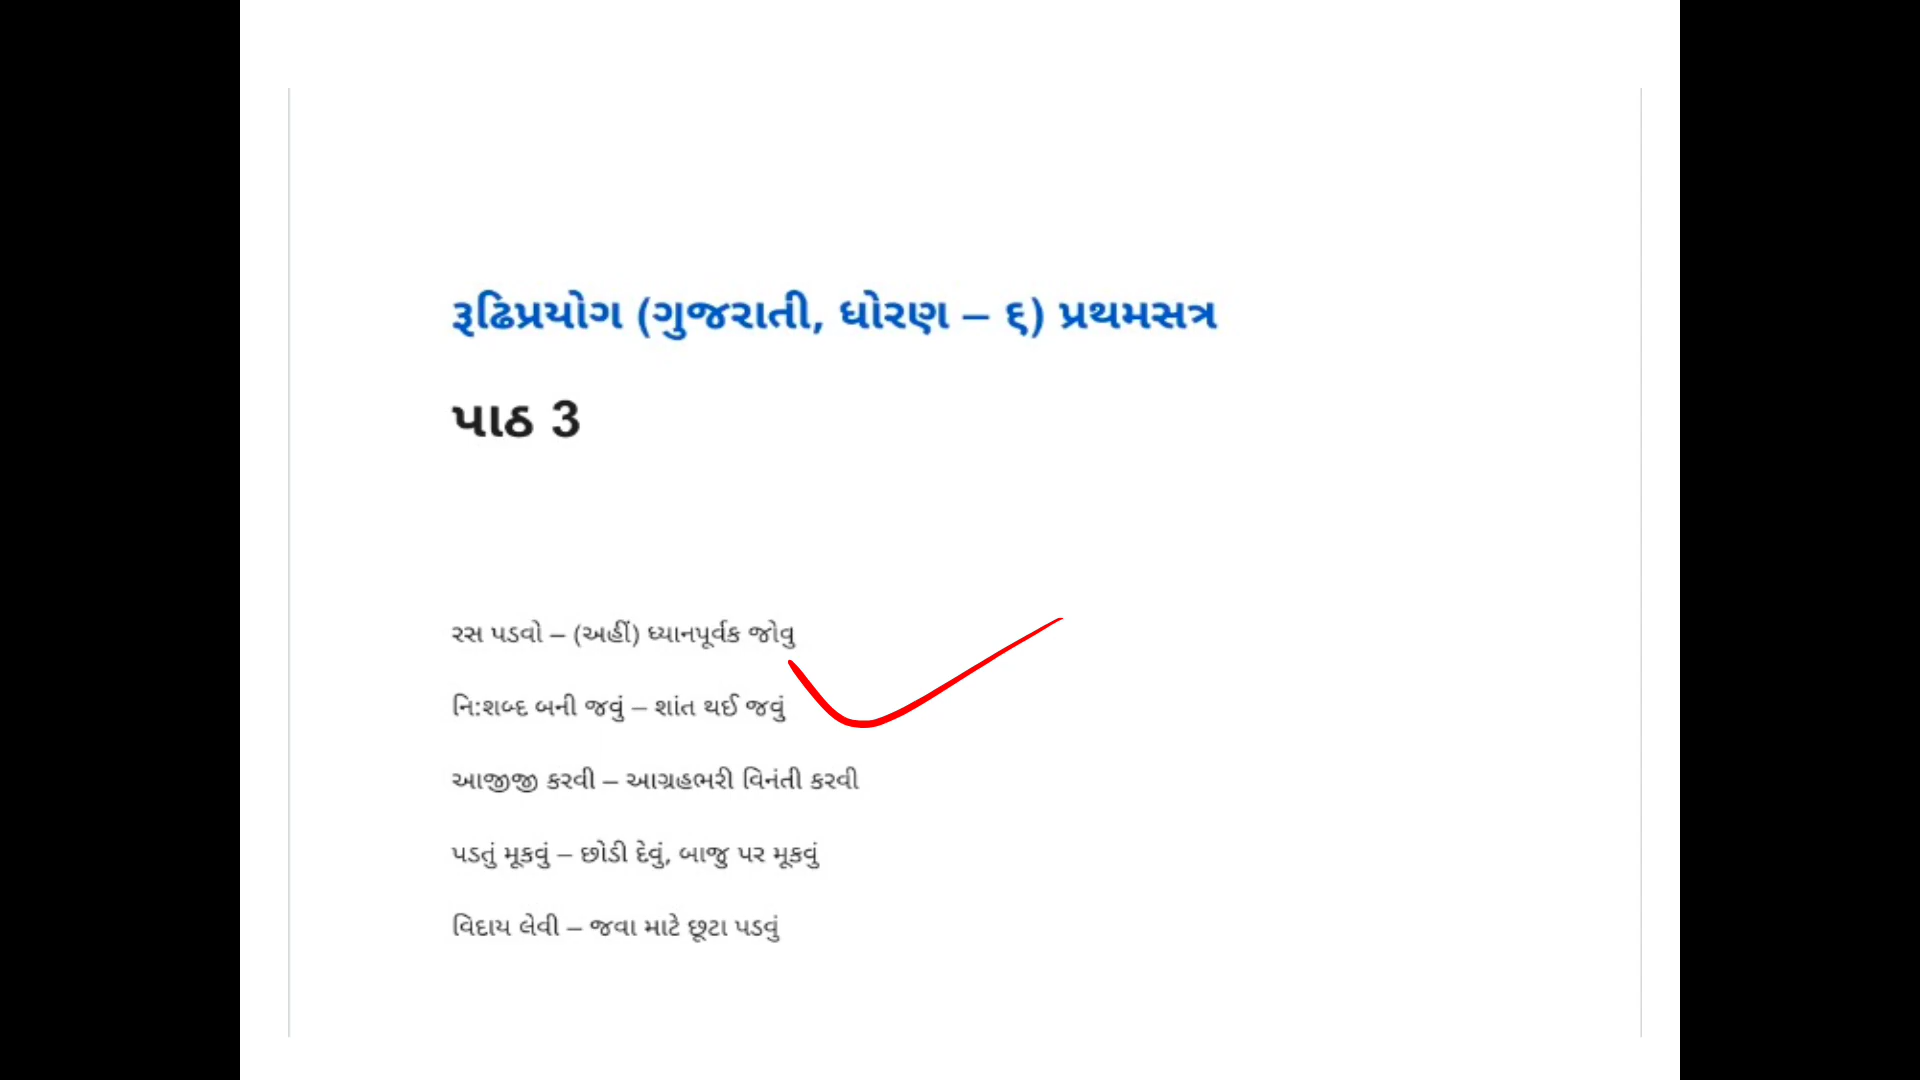 રૂઢિપ્રયોગ (ગુજરાતી, ધોરણ – ૬) પ્રથમસત્ર
પાઠ 3
રસ પડવો – (અહીં) ધ્યાનપૂર્વક જોવુ
નિ:શબ્દ બની જવું – શાંત થઈ જવું
આજીજી કરવી – આગ્રહભરી વિનંતી કરવી
પડતું મૂકવું – છોડી દેવું, બાજુ પર મૂકવું
વિદાય લેવી – જવા માટે છૂટા પડવું